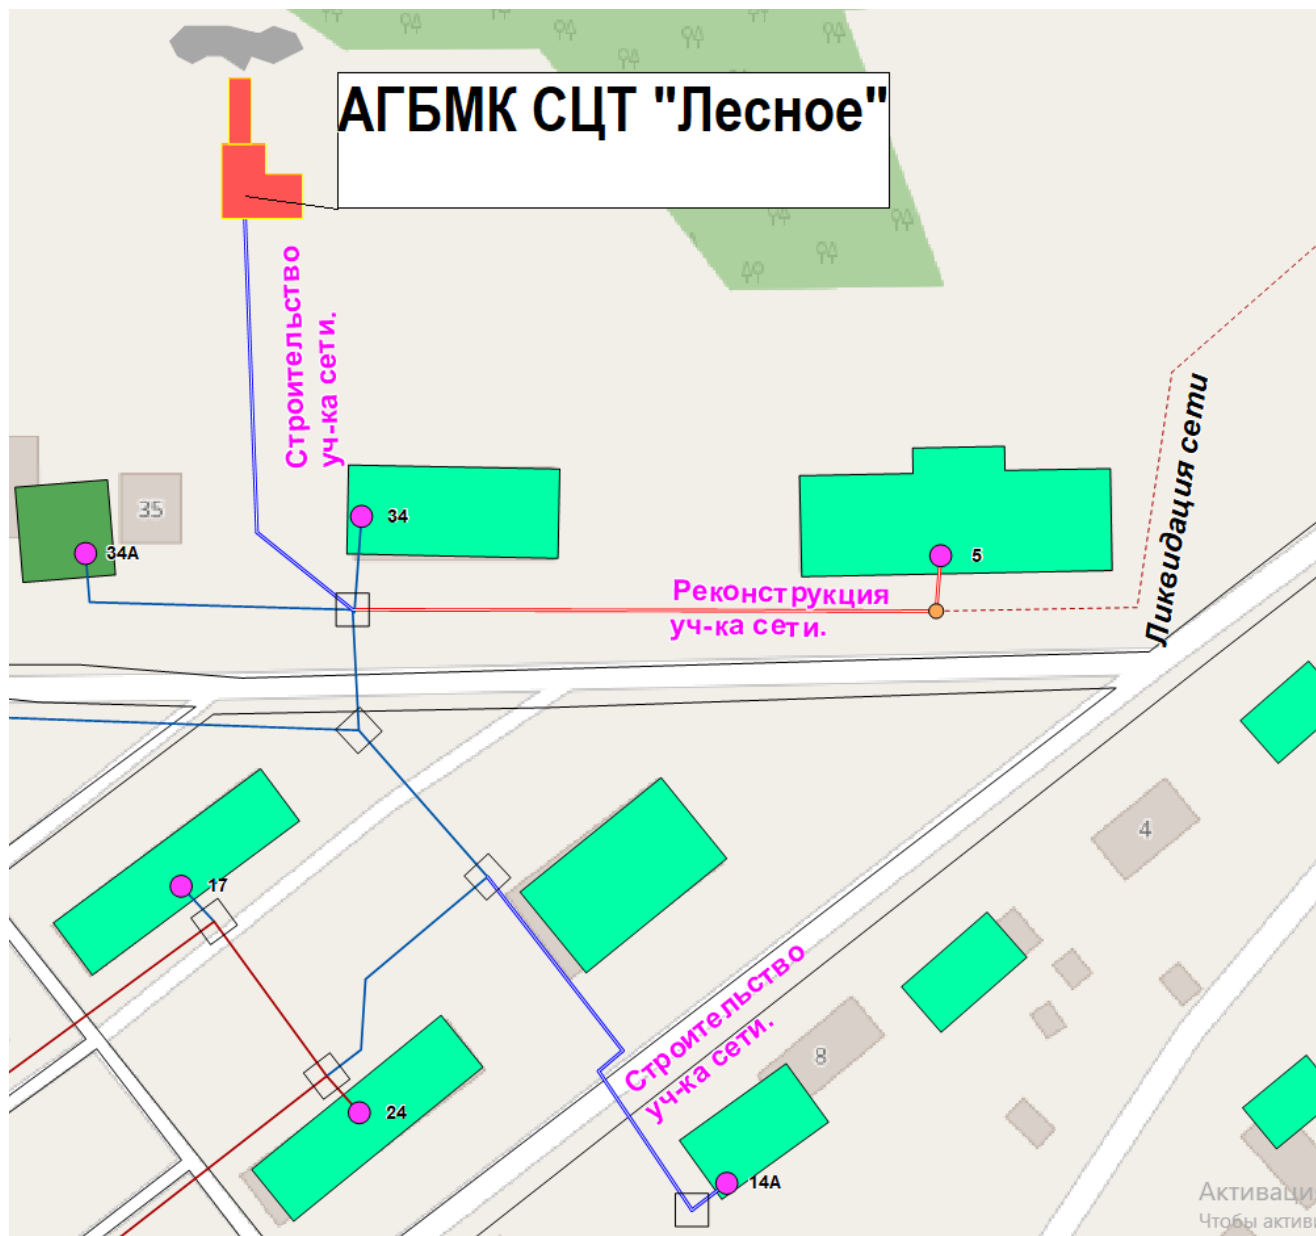 АГБМК СЦТ "Лесное"
Строительство
уч-ка сети.
Ликвидация сети
35
34
34А
5
Реконструкция
уч-ка сети.
4
17
Строительство
уч-ка сети.
8
24
14А
Активаци
Чтобы активи